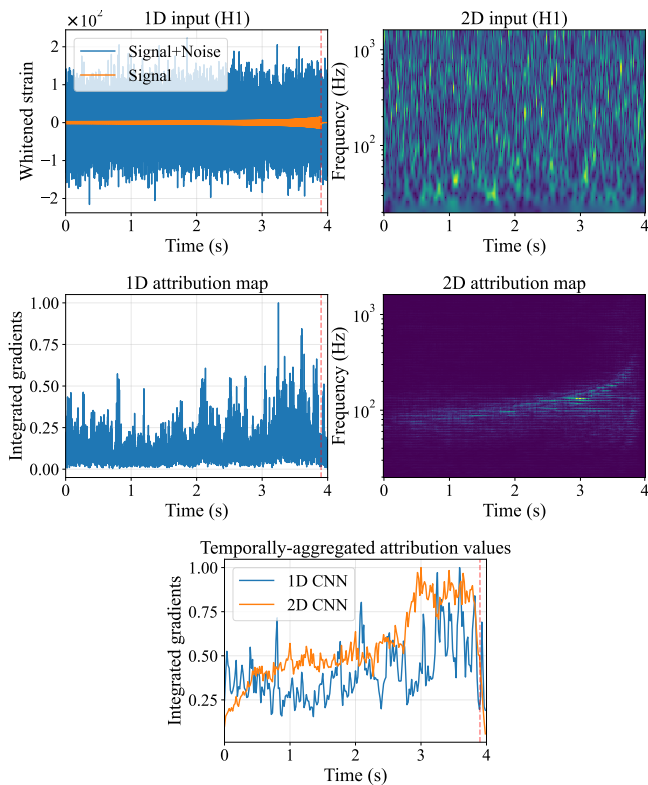 1D input (H1)
×10²
2
1
0
−1
−2
Signal+Noise
Signal
Whitened strain
0 1 2 3 4
Time (s)
2D input (H1)
10³
10²
Frequency (Hz)
0 1 2 3 4
Time (s)
1D attribution map
1.00
0.75
0.50
0.25
0.00
Integrated gradients
0 1 2 3 4
Time (s)
2D attribution map
10³
10²
Frequency (Hz)
0 1 2 3 4
Time (s)
Temporally-aggregated attribution values
1.00
0.75
0.50
0.25
1D CNN
2D CNN
Integrated gradients
0 1 2 3 4
Time (s)